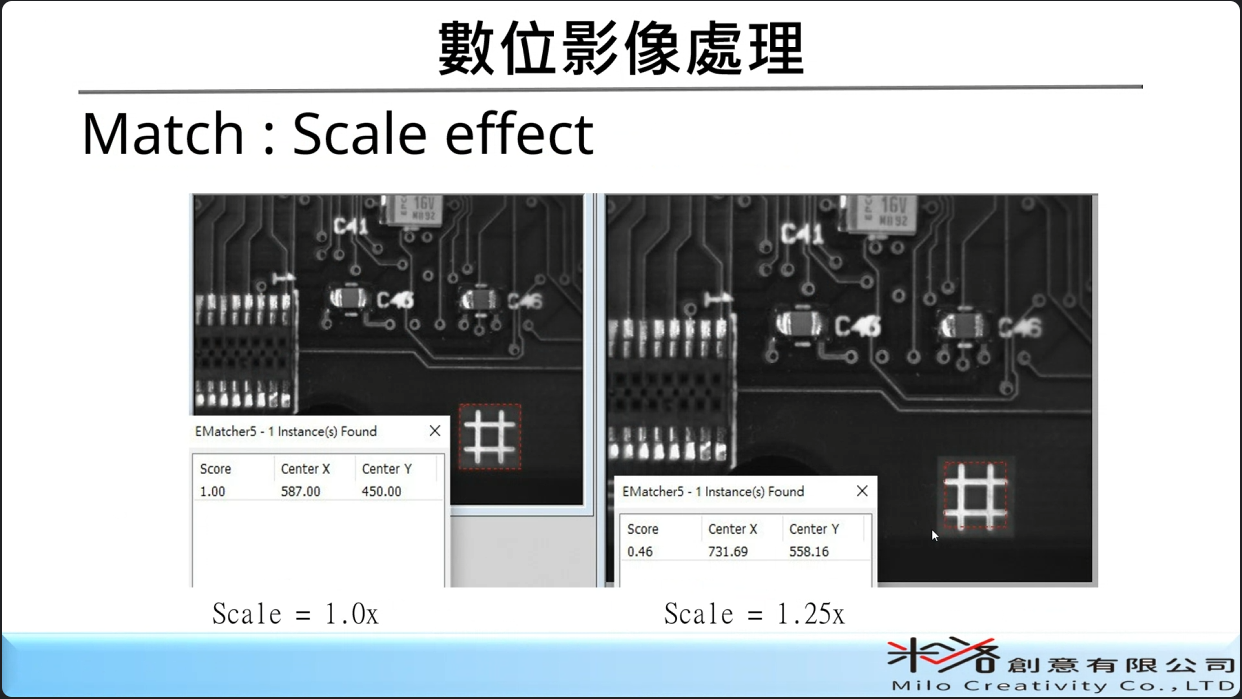 數位影像處理
Match : Scale effect
16V
C41
C46
EMatcher5 - 1 Instance(s) Found
Score Center X Center Y
1.00 587.00 450.00
16V
C41
C46
EMatcher5 - 1 Instance(s) Found
Score Center X Center Y
0.46 731.69 558.16
Scale = 1.0x
Scale = 1.25x
米洛創意有限公司
Milo Creativity Co.,LTD